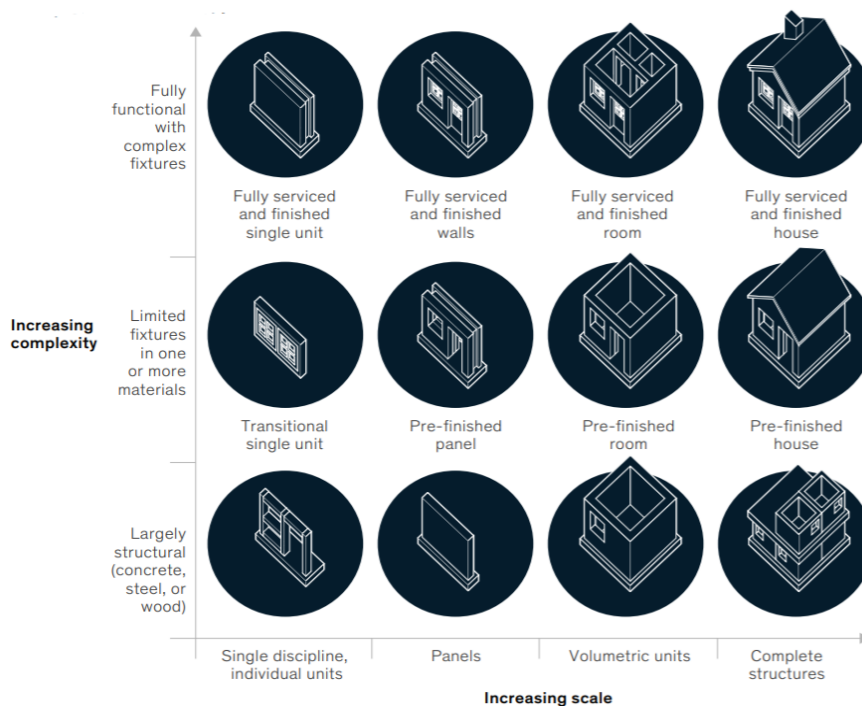 Fully
functional
with
complex
fixtures
Fully serviced
and finished
single unit
Fully serviced
and finished
walls
Fully serviced
and finished
room
Fully serviced
and finished
house
Increasing
complexity
Limited
fixtures
in one
or more
materials
Transitional
single unit
Pre-finished
panel
Pre-finished
room
Pre-finished
house
Largely
structural
(concrete,
steel, or
wood)
Single discipline,
individual units
Panels
Volumetric units
Complete
structures
Increasing scale